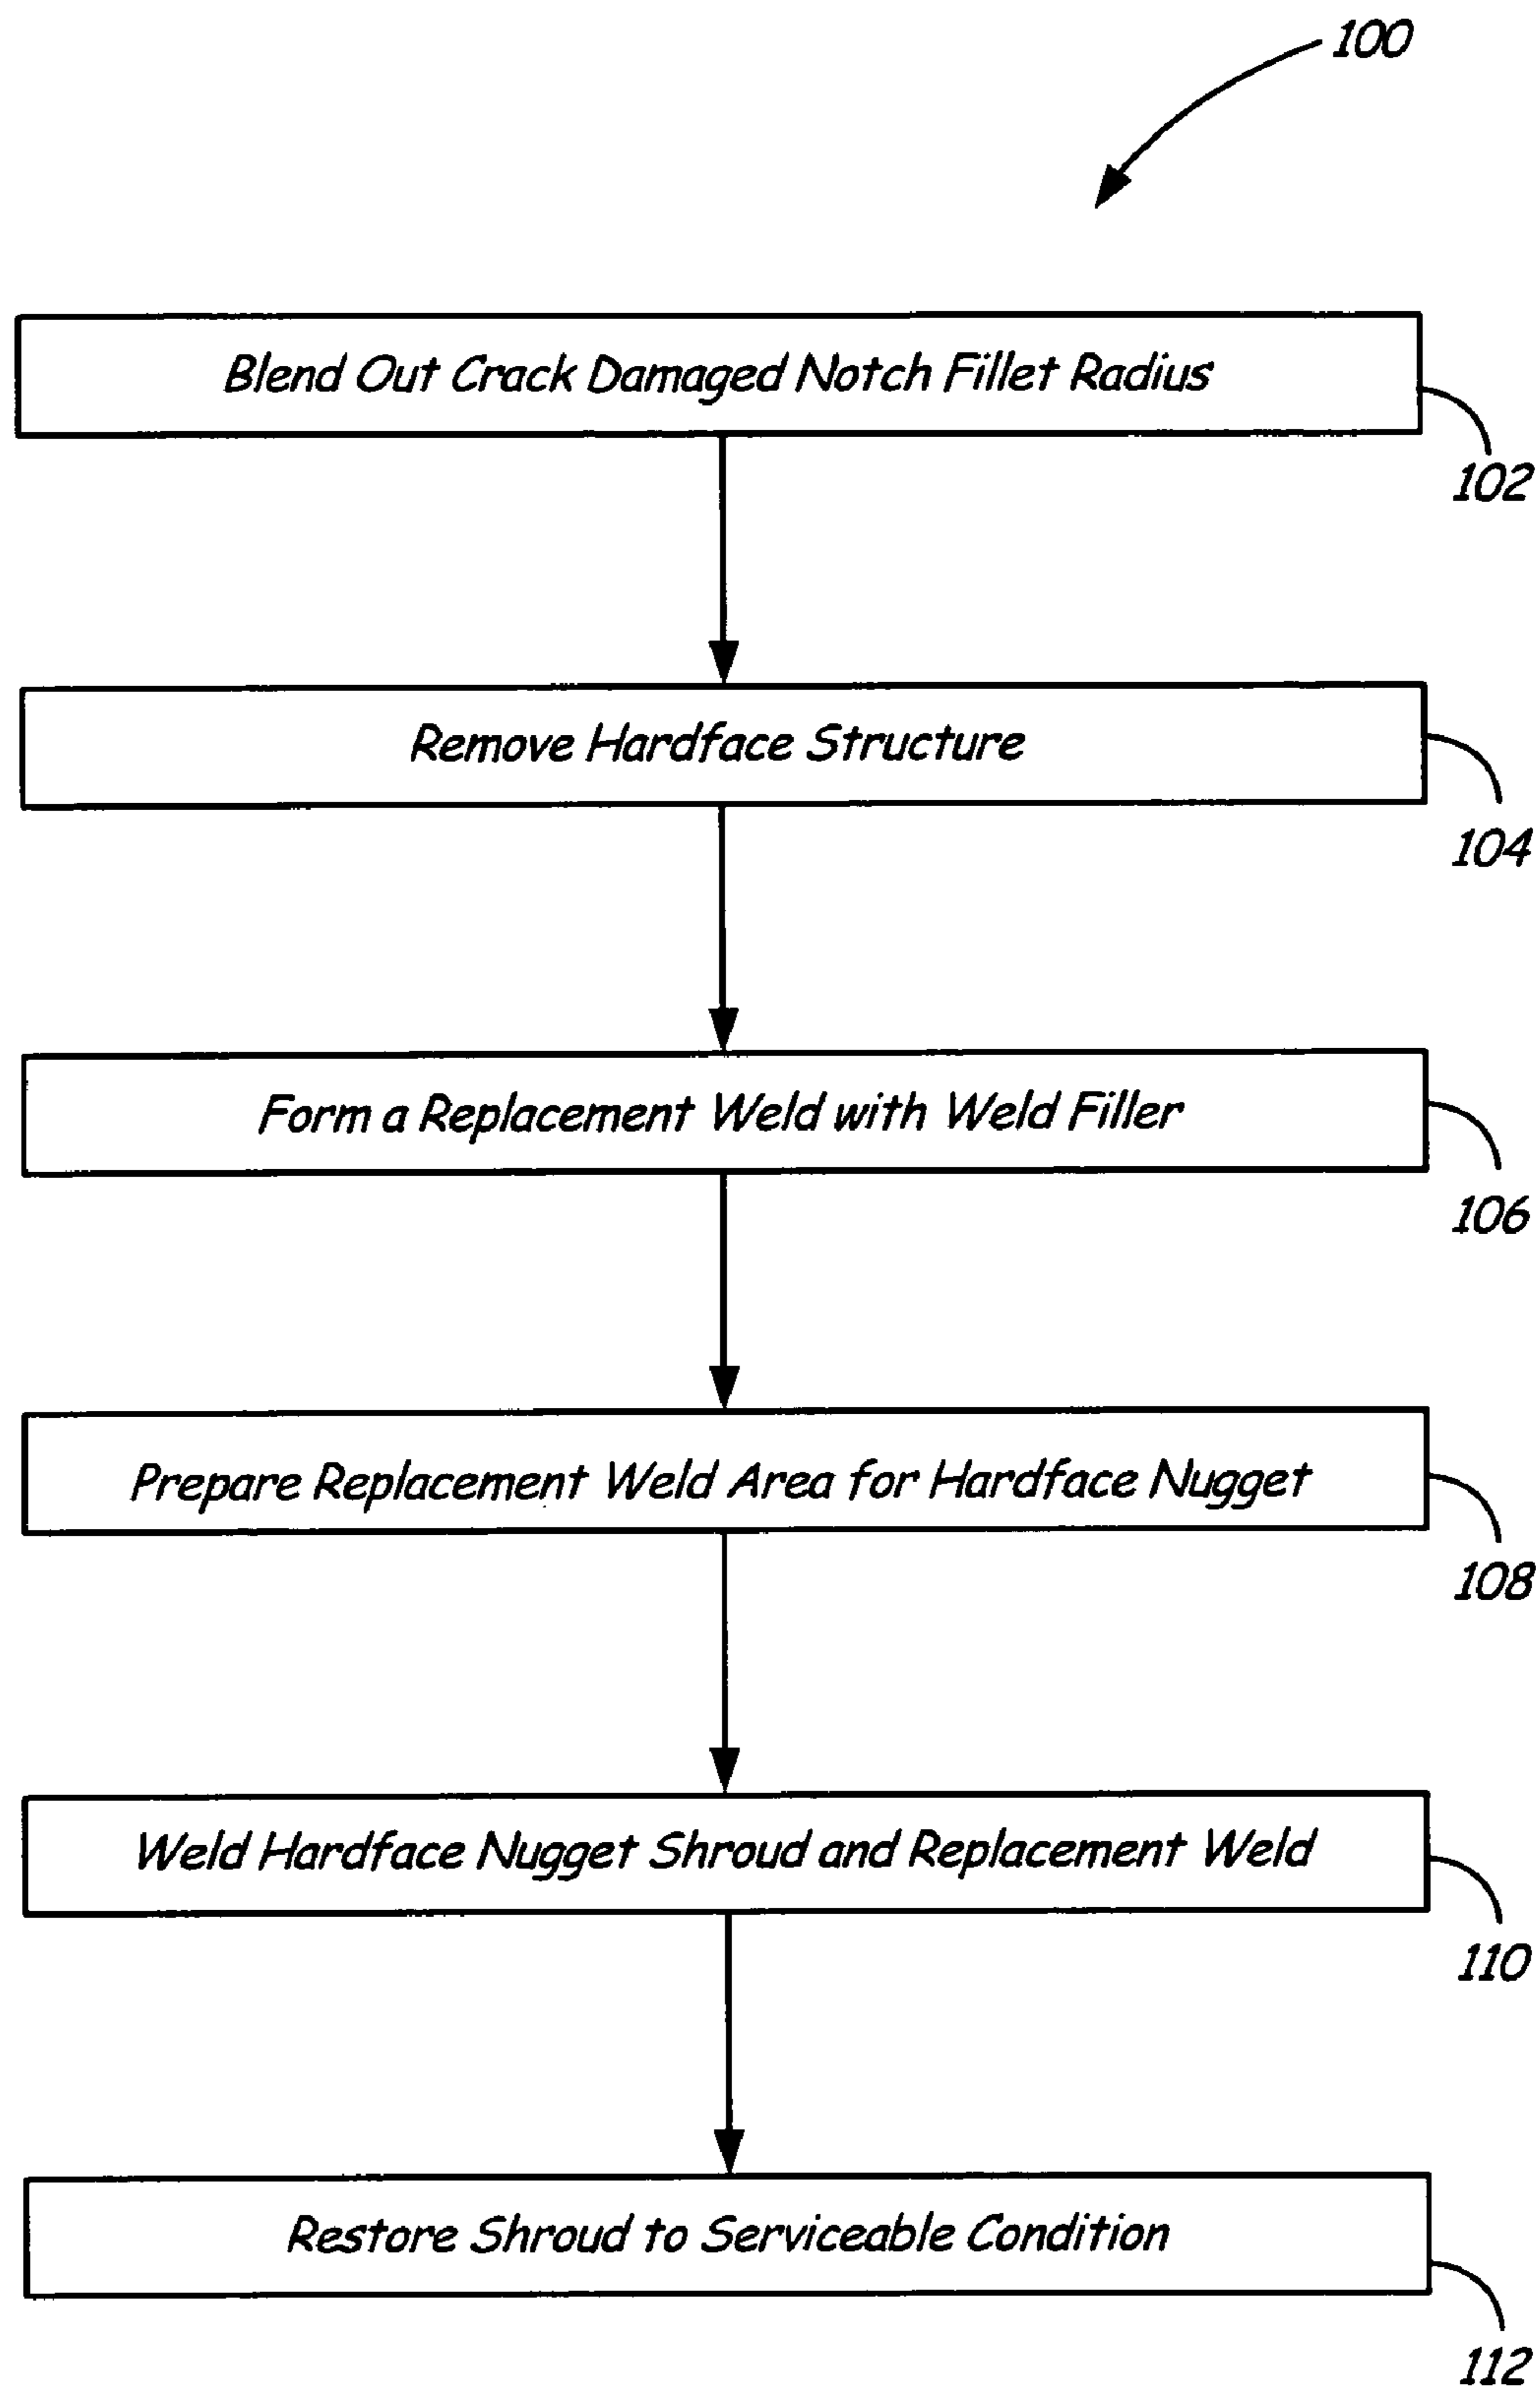 100
Blend Out Crack Damaged Notch Fillet Radius
102
Remove Hardface Structure
104
Form a Replacement Weld with Weld Filler
106
Prepare Replacement Weld Area for Hardface Nugget
108
Weld Hardface Nugget Shroud and Replacement Weld
110
Restore Shroud to Serviceable Condition
112